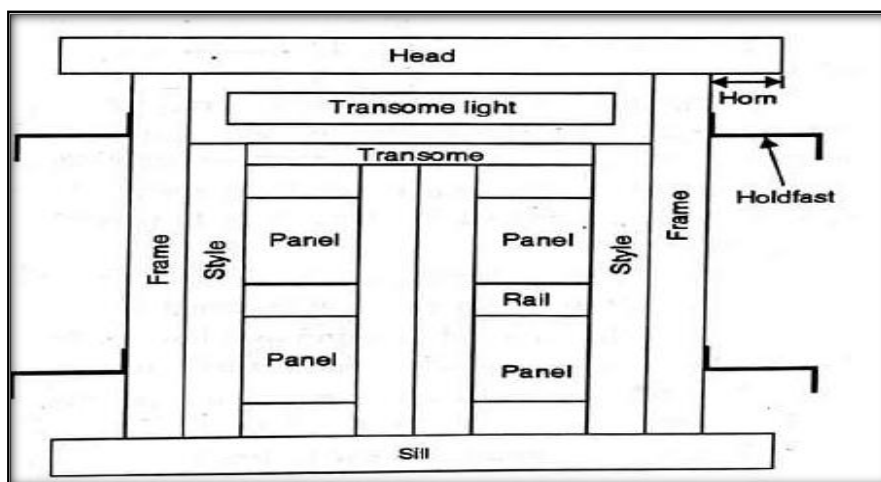 Head
Horn
Transome light
Transome
Holdfast
Frame
Style
Panel
Panel
Style
Frame
Rail
Panel
Panel
Sill